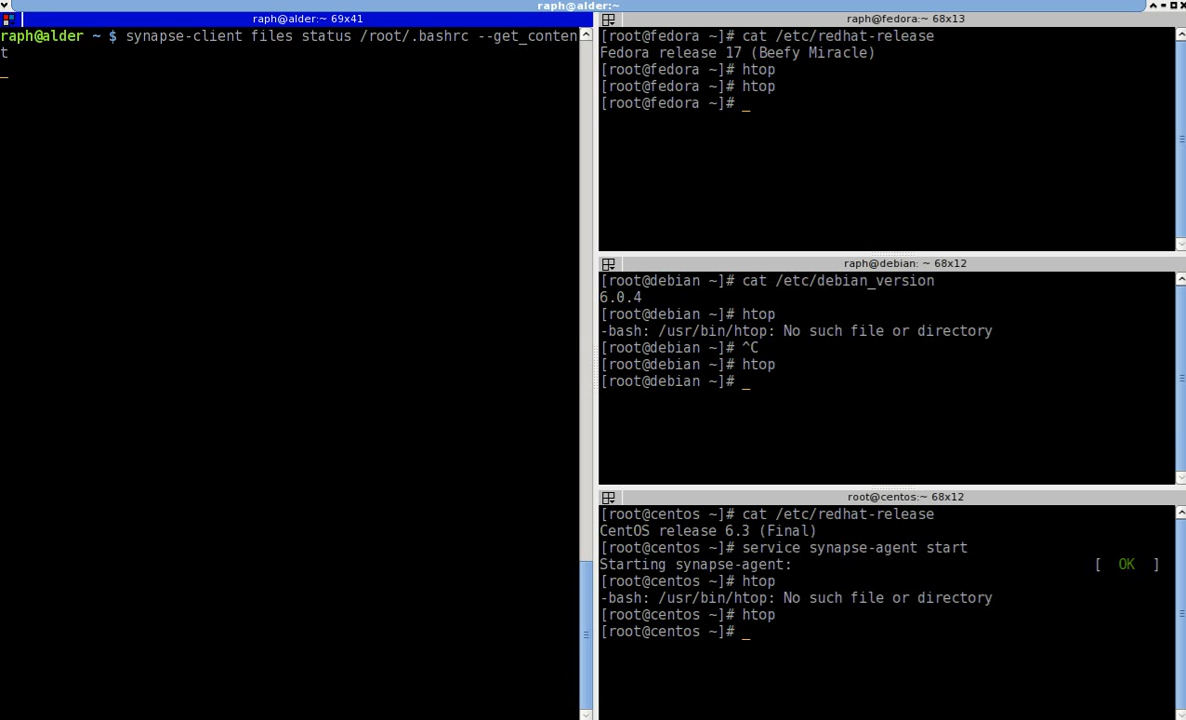 raph@alder:~
raph@alder:~ 69x41
raph@alder ~ $ synapse-client files status /root/.bashrc --get_conten
t
raph@fedora: ~ 68x13
[root@fedora ~]# cat /etc/redhat-release
Fedora release 17 (Beefy Miracle)
[root@fedora ~]# htop
[root@fedora ~]# htop
[root@fedora ~]# _
raph@debian: ~ 68x12
[root@debian ~]# cat /etc/debian_version
6.0.4
[root@debian ~]# htop
-bash: /usr/bin/htop: No such file or directory
[root@debian ~]# ^C
[root@debian ~]# htop
[root@debian ~]# _
root@centos:~ 68x12
[root@centos ~]# cat /etc/redhat-release
CentOS release 6.3 (Final)
[root@centos ~]# service synapse-agent start
Starting synapse-agent: [ OK ]
[root@centos ~]# htop
-bash: /usr/bin/htop: No such file or directory
[root@centos ~]# htop
[root@centos ~]# _